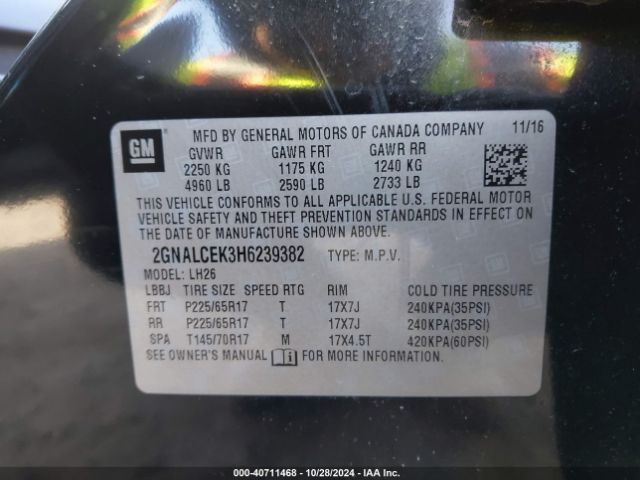 GM
MFD BY GENERAL MOTORS OF CANADA COMPANY 11/16
GVWR GAWR FRT GAWR RR
2250 KG 1175 KG 1240 KG
4960 LB 2590 LB 2733 LB
THIS VEHICLE CONFORMS TO ALL APPLICABLE U.S. FEDERAL MOTOR
VEHICLE SAFETY AND THEFT PREVENTION STANDARDS IN EFFECT ON
THE DATE OF MANUFACTURE SHOWN ABOVE.
2GNALCEK3H6239382 TYPE: M.P.V.
MODEL: LH26
LBBJ TIRE SIZE SPEED RTG RIM COLD TIRE PRESSURE
FRT P225/65R17 T 17X7J 240KPA(35PSI)
RR P225/65R17 T 17X7J 240KPA(35PSI)
SPA T145/70R17 M 17X4.5T 420KPA(60PSI)
SEE OWNER'S MANUAL FOR MORE INFORMATION.
000-40711468 - 10/28/2024 - IAA Inc.